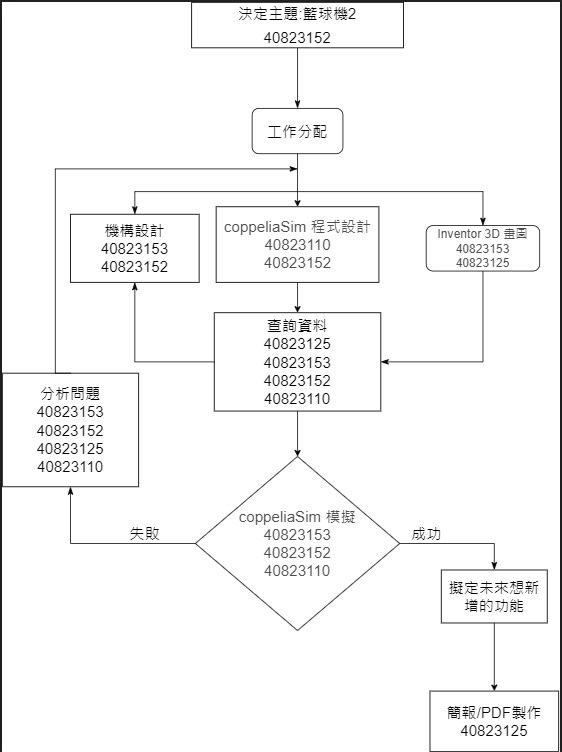 決定主題:籃球機2
40823152
工作分配
機構設計
40823153
40823152
coppeliaSim 程式設計
40823110
40823152
Inventor 3D 畫圖
40823153
40823125
查詢資料
40823125
40823153
40823152
40823110
分析問題
40823153
40823152
40823125
40823110
coppeliaSim 模擬
40823153
40823152
40823110
失敗
成功
擬定未來想新
增的功能
簡報/PDF製作
40823125